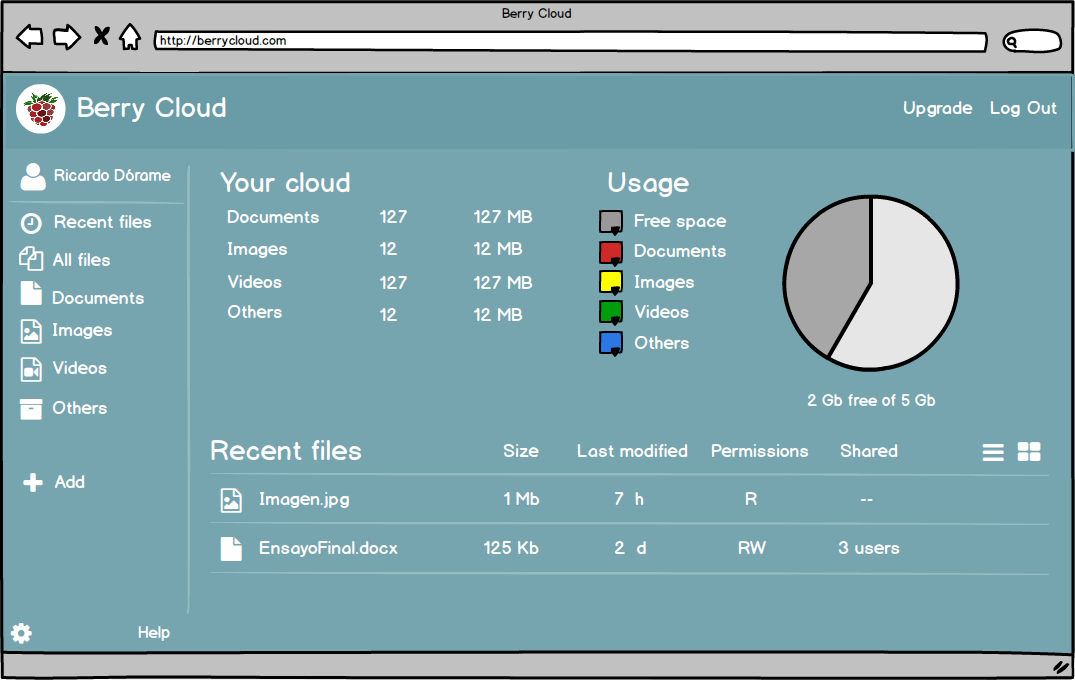 Berry Cloud
http://berrycloud.com
Berry Cloud
Upgrade Log Out
Ricardo Dórame
Recent files
All files
Documents
Images
Videos
Others
Add
Help
Your cloud
Documents 127 127 MB
Images 12 12 MB
Videos 127 127 MB
Others 12 12 MB
Usage
Free space
Documents
Images
Videos
Others
2 Gb free of 5 Gb
Recent files Size Last modified Permissions Shared
Imagen.jpg 1 Mb 7 h R --
EnsayoFinal.docx 125 Kb 2 d RW 3 users